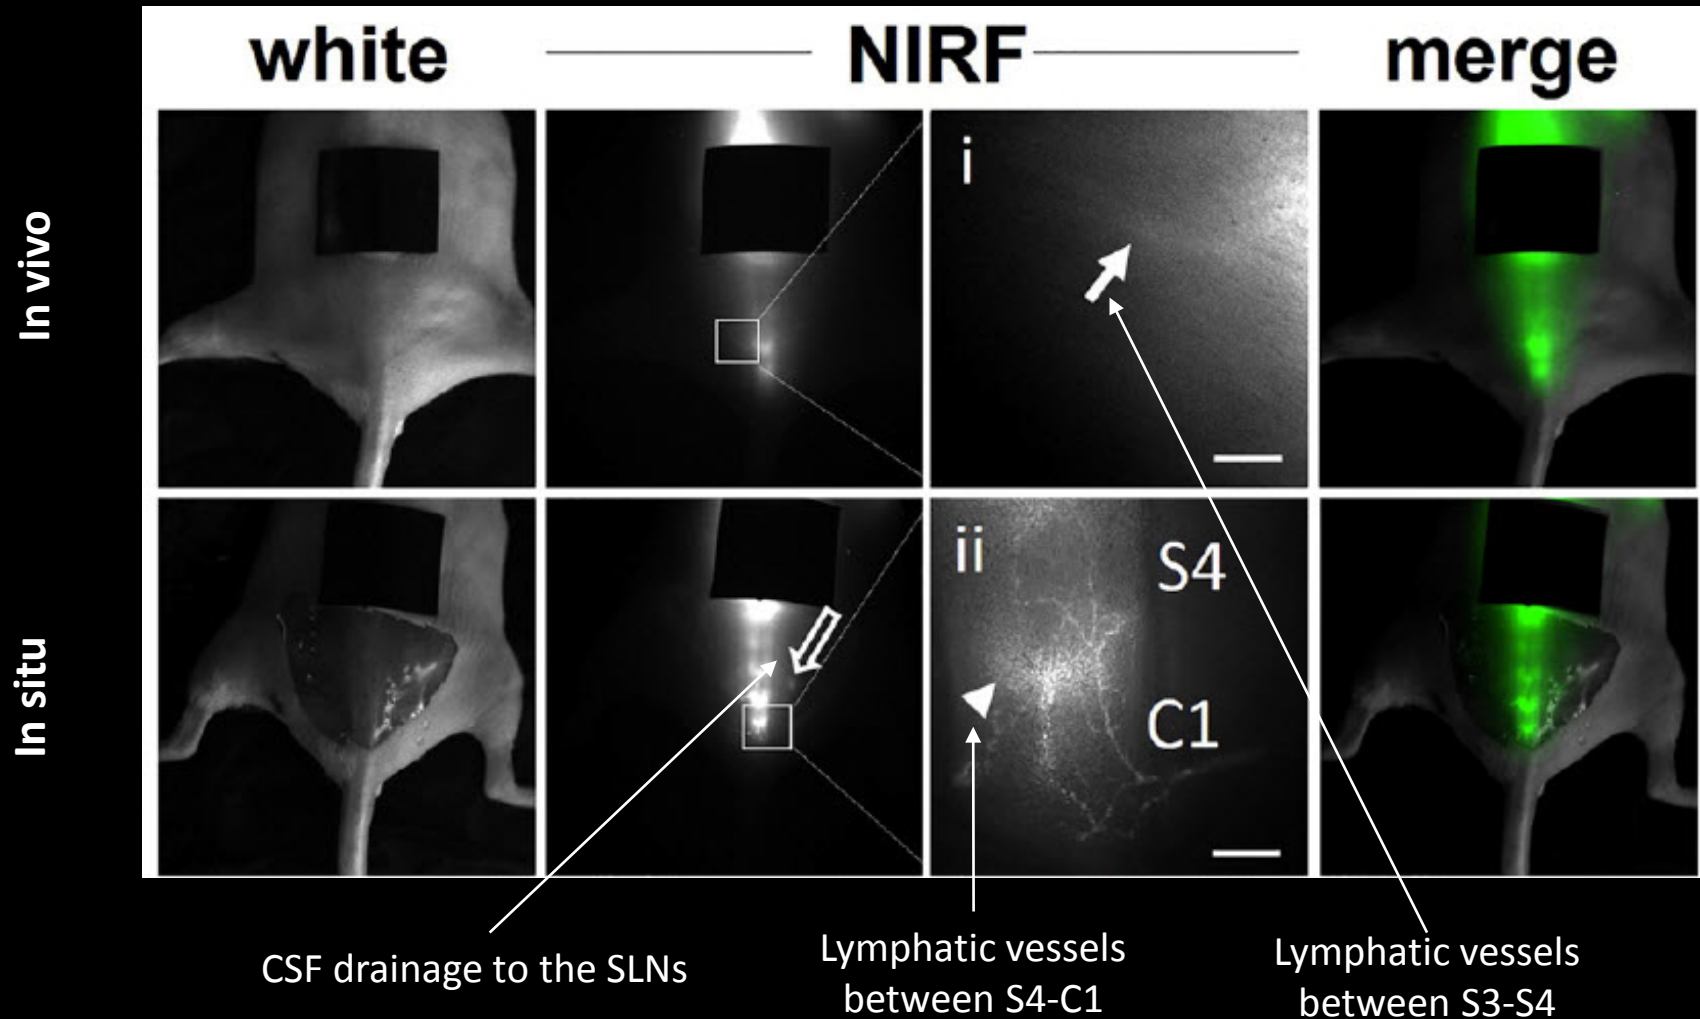 white
NIRF
merge
In vivo
i
In situ
ii
S4
C1
CSF drainage to the SLNs
Lymphatic vessels
between S4-C1
Lymphatic vessels
between S3-S4